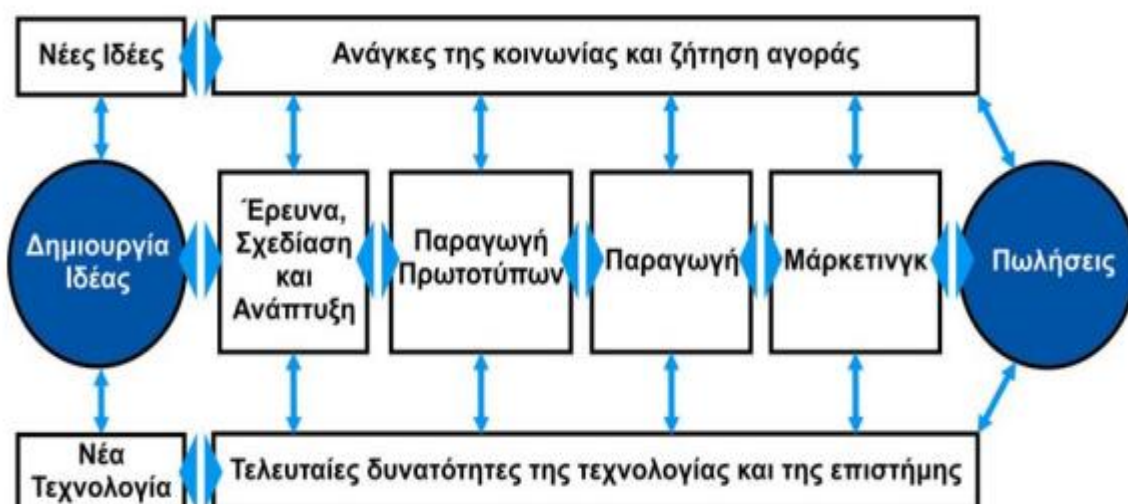 Νέες Ιδέες
Ανάγκες της κοινωνίας και ζήτηση αγοράς
Δημιουργία
Ιδέας
Έρευνα,
Σχεδίαση
και
Ανάπτυξη
Παραγωγή
Πρωτοτύπων
Παραγωγή
Μάρκετινγκ
Πωλήσεις
Νέα
Τεχνολογία
Τελευταίες δυνατότητες της τεχνολογίας και της επιστήμης